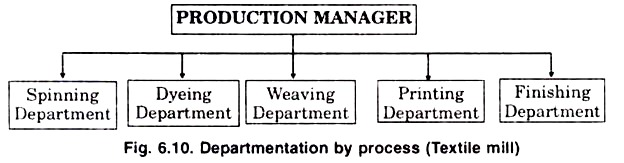 PRODUCTION MANAGER
Spinning
Department
Dyeing
Department
Weaving
Department
Printing
Department
Finishing
Department
Fig. 6.10. Departmentation by process (Textile mill)